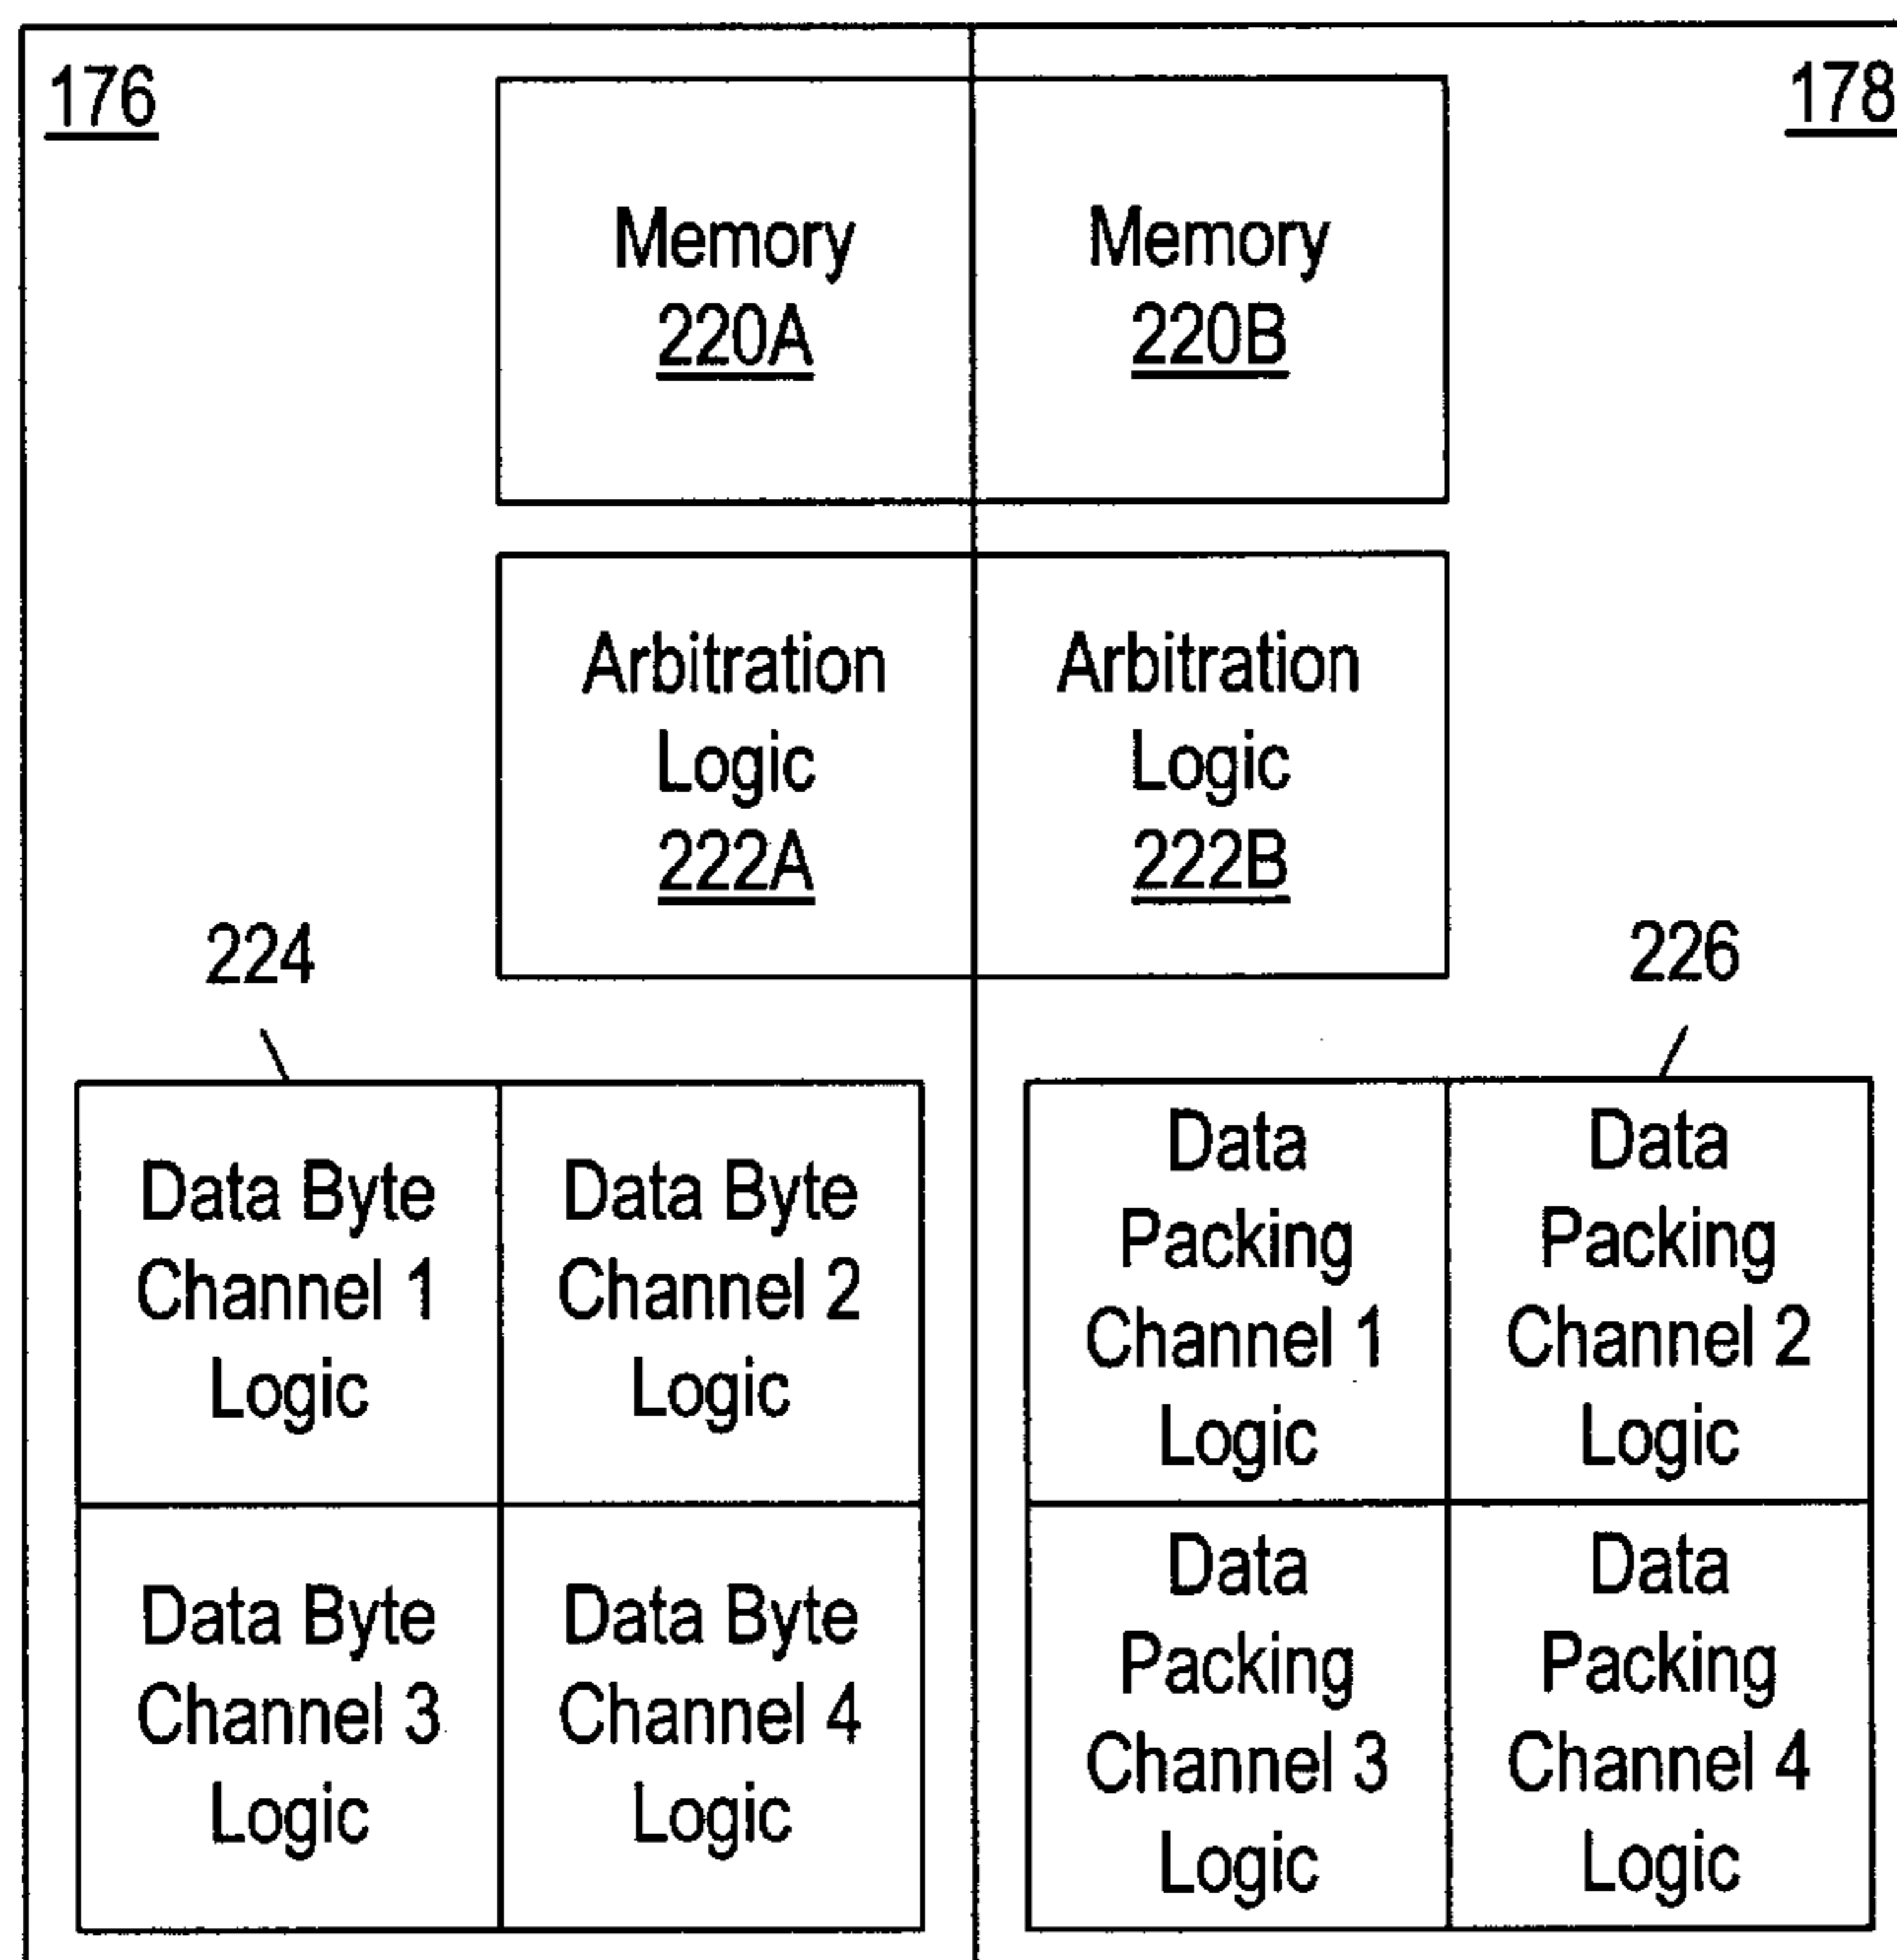 176
178
Memory
220A
Memory
220B
Arbitration
Logic
222A
Arbitration
Logic
222B
224
226
Data Byte
Channel 1
Logic
Data Byte
Channel 2
Logic
Data Byte
Channel 3
Logic
Data Byte
Channel 4
Logic
Data
Packing
Channel 1
Logic
Data
Packing
Channel 2
Logic
Data
Packing
Channel 3
Logic
Data
Packing
Channel 4
Logic